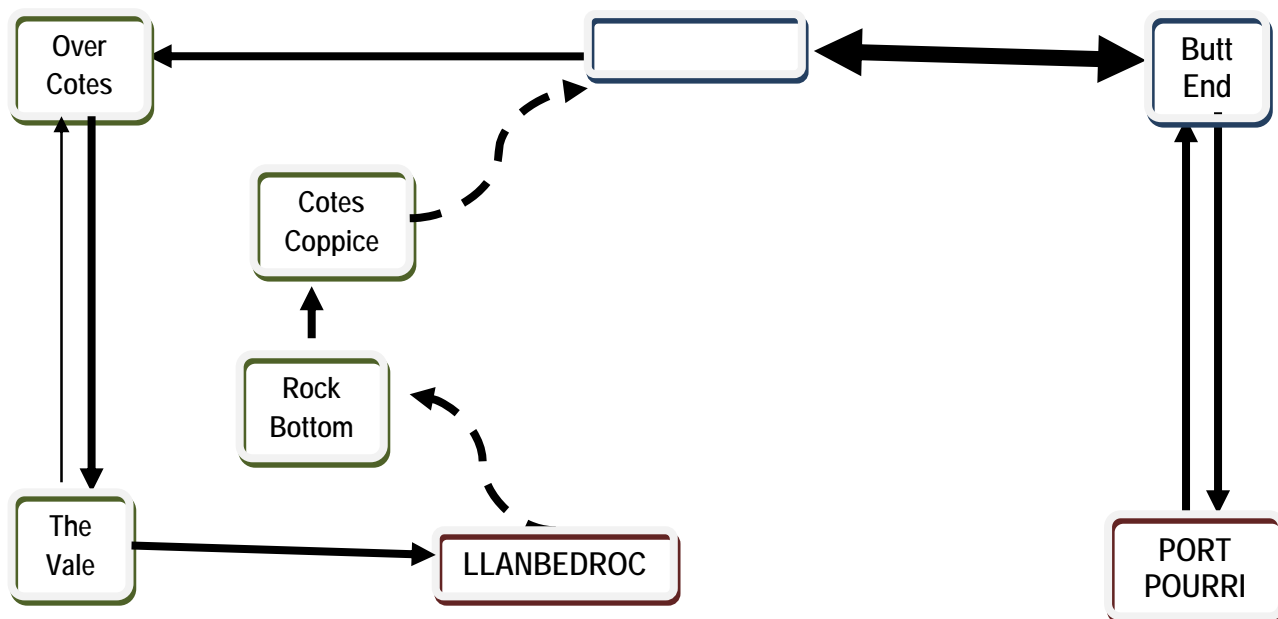 Over
Cotes
Butt
End
Cotes
Coppice
Rock
Bottom
The
Vale
LLANBEDROC
PORT
POURRI